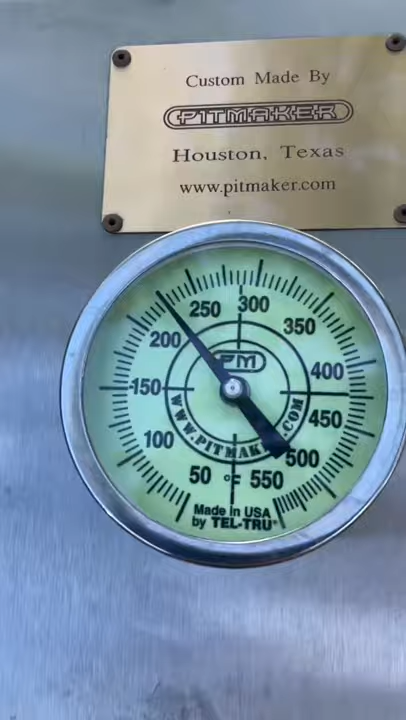 Custom Made By
PITMAKER
Houston, Texas
www.pitmaker.com
250 300
200 350
150 400
100 450
50 °F 550 500
PM
WWW.PITMAKER.COM
Made in USA
by TEL-TRU®